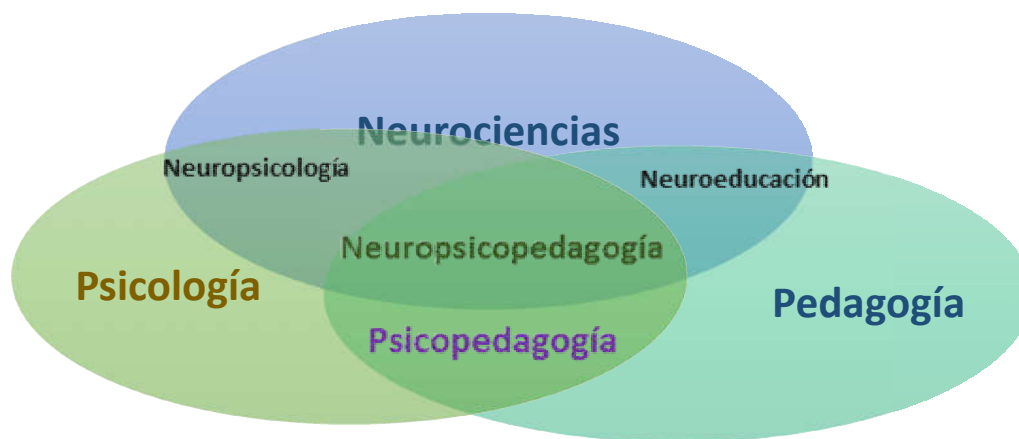 Neurociencias
Neuropsicología
Neuroeducación
Neuropsicopedagogía
Psicología
Pedagogía
Psicopedagogía